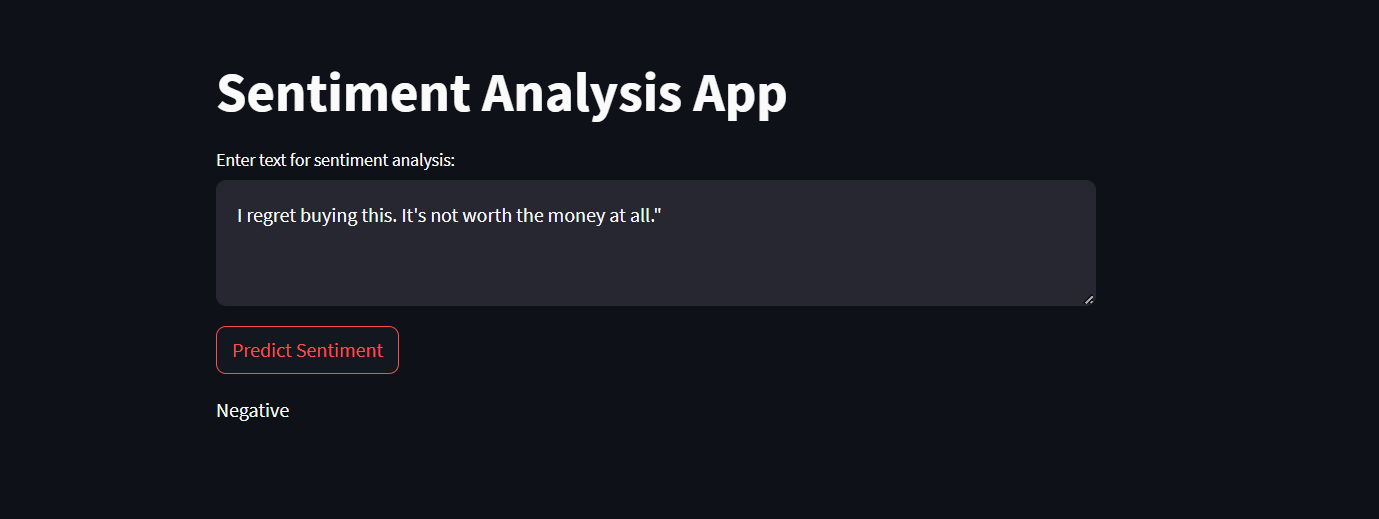 Sentiment Analysis App
Enter text for sentiment analysis:
I regret buying this. It's not worth the money at all."
Predict Sentiment
Negative